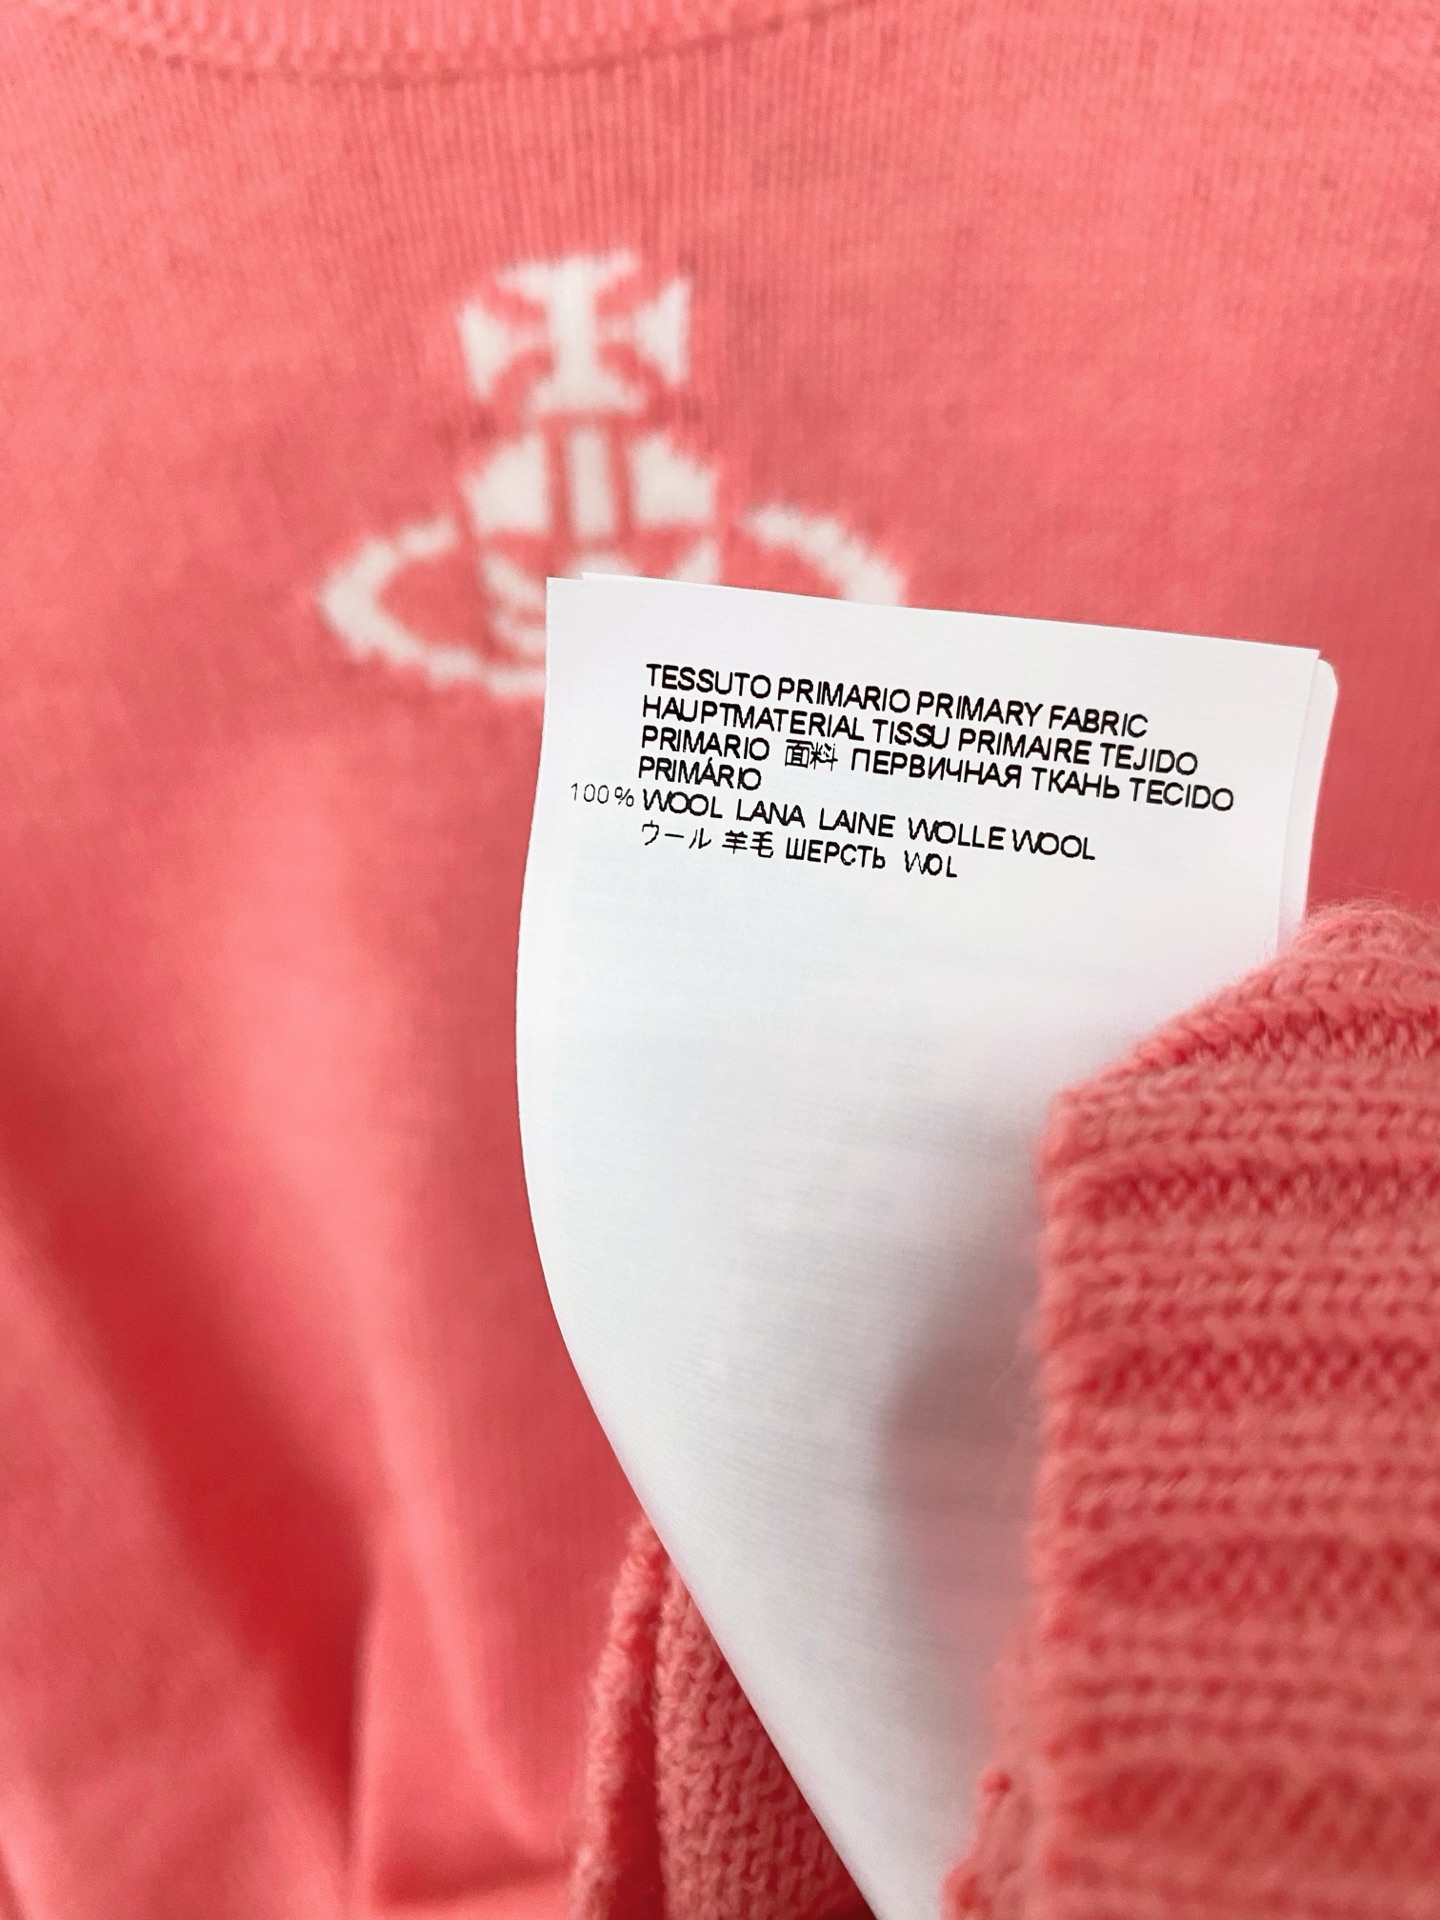 TESSUTO PRIMARIO PRIMARY FABRIC
HAUPTMATERIAL TISSU PRIMAIRE TEJIDO
PRIMARIO 面料 ПЕРВИЧНАЯ ТКАНЬ TECIDO
PRIMÁRIO
100% WOOL LANA LAINE WOLLE WOOL
ウール 羊毛 ШЕРСТЬ WOL